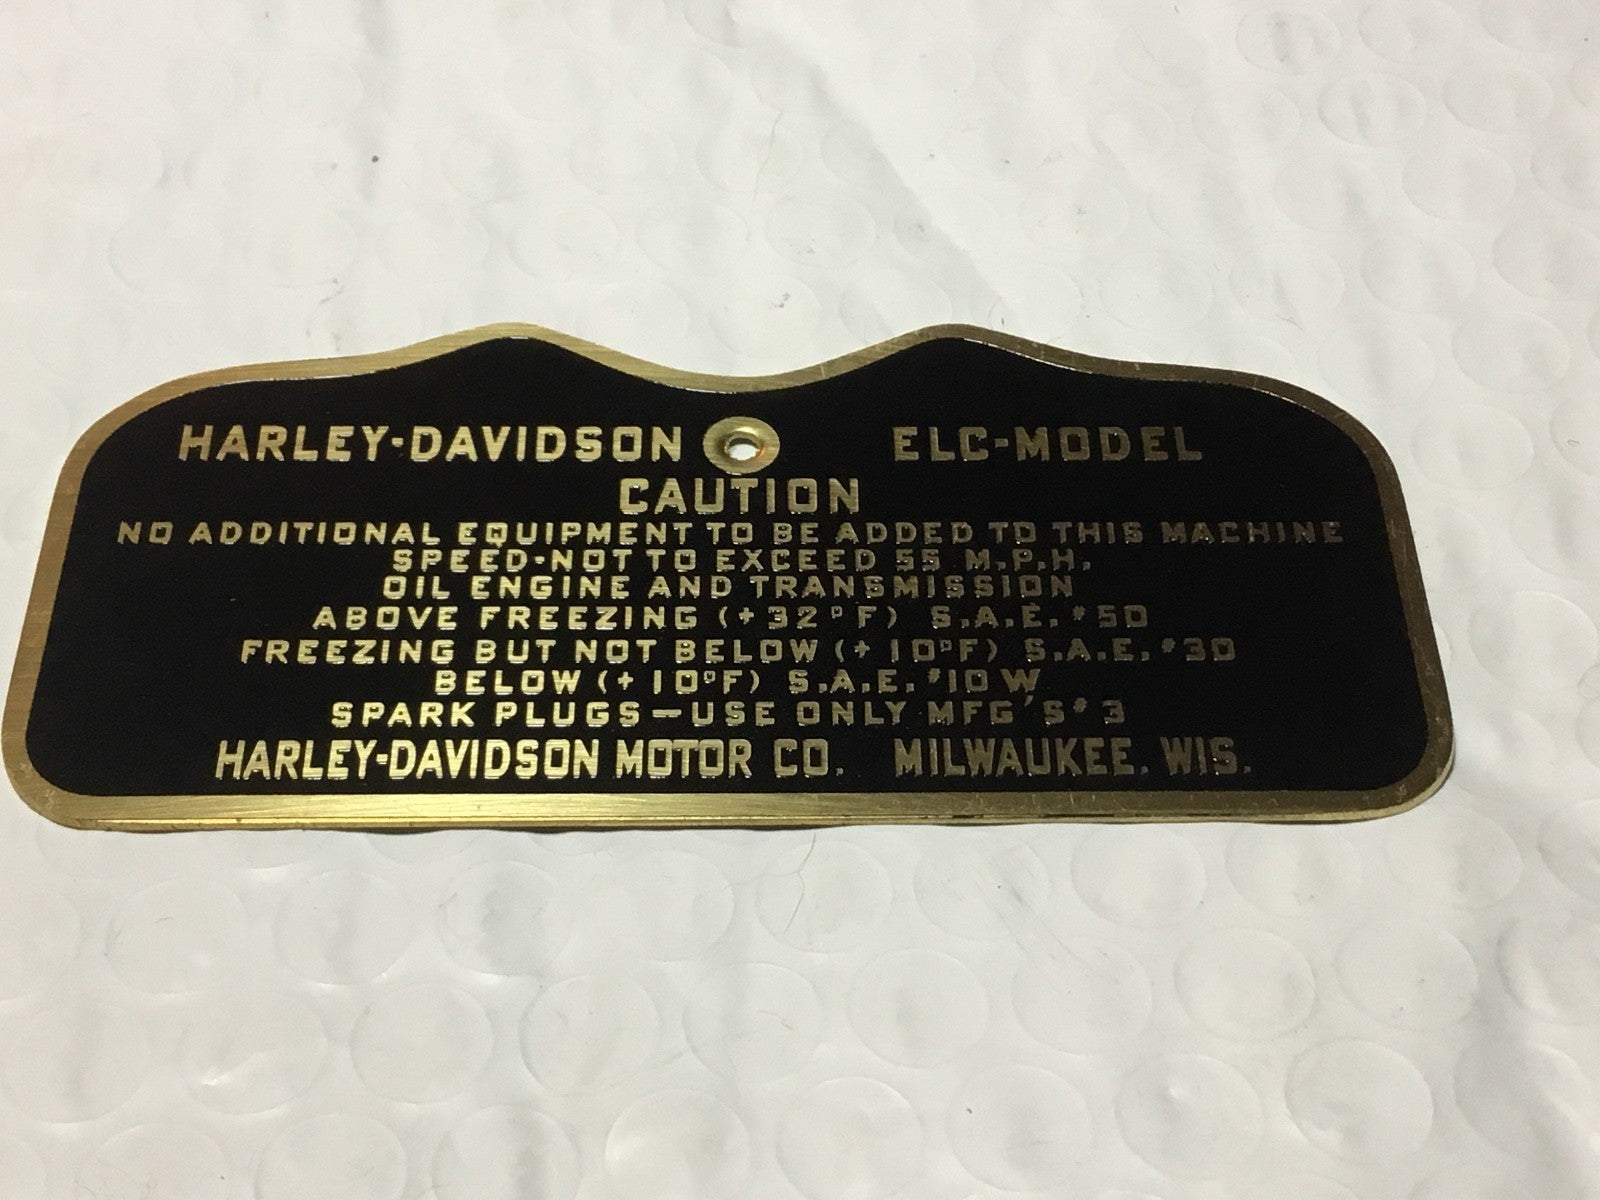 HARLEY-DAVIDSON ELC-MODEL
CAUTION
NO ADDITIONAL EQUIPMENT TO BE ADDED TO THIS MACHINE
SPEED-NOT TO EXCEED 55 M.P.H.
OIL ENGINE AND TRANSMISSION
ABOVE FREEZING (+32°F) S.A.E. #50
FREEZING BUT NOT BELOW (+10°F) S.A.E. #30
BELOW (+10°F) S.A.E. #10 W
SPARK PLUGS—USE ONLY MFG'S #3
HARLEY-DAVIDSON MOTOR CO. MILWAUKEE. WIS.